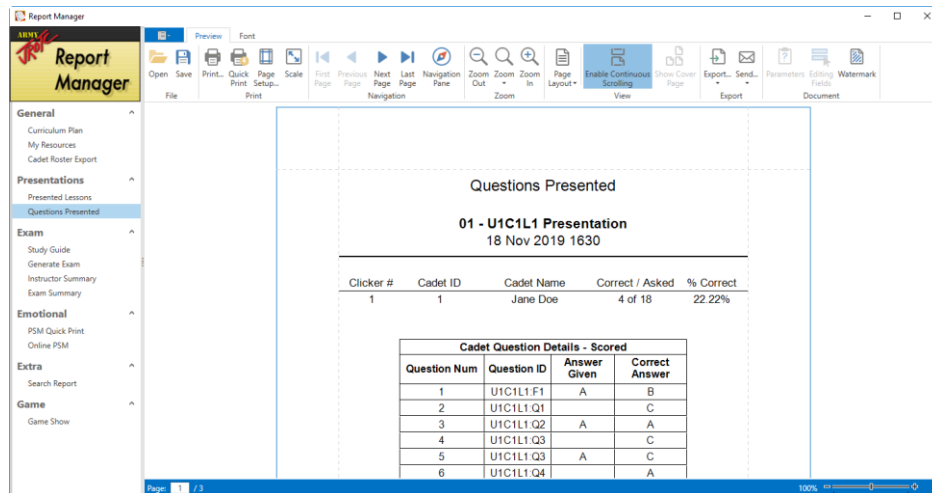 Report Manager
ARMY
JROTC
Report
Manager
Preview Font
Open Save Print... Quick Print Page Setup... Scale First Page Previous Page Next Page Last Page Navigation Pane Zoom Out Zoom Zoom In Page Layout Enable Continuous Scrolling Show Cover Page Export... Send... Parameters Editing Fields Watermark
File Print Navigation Zoom View Export Document
General
Curriculum Plan
My Resources
Cadet Roster Export
Presentations
Presented Lessons
Questions Presented
Exam
Study Guide
Generate Exam
Instructor Summary
Exam Summary
Emotional
PSM Quick Print
Online PSM
Extra
Search Report
Game
Game Show
Questions Presented
01 - U1C1L1 Presentation
18 Nov 2019 1630
Clicker # Cadet ID Cadet Name Correct / Asked % Correct
1 1 Jane Doe 4 of 18 22.22%
Cadet Question Details - Scored
Question Num Question ID Answer Given Correct Answer
1 U1C1L1:F1 A B
2 U1C1L1:Q1 C
3 U1C1L1:Q2 A A
4 U1C1L1:Q3 C
5 U1C1L1:Q3 A C
6 U1C1L1:Q4 A
Page: 1 / 3 100%